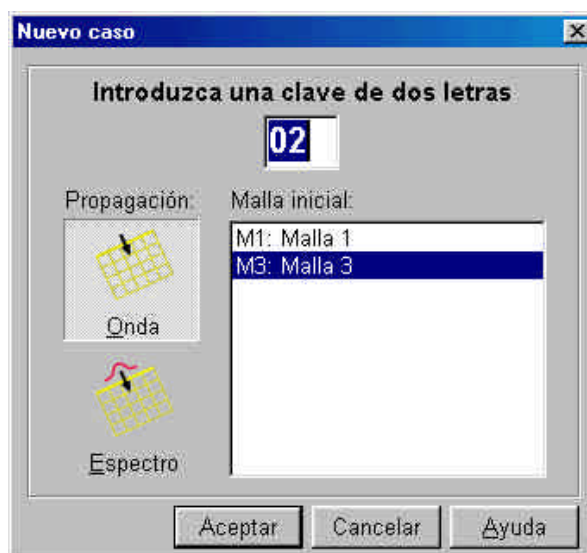 Nuevo caso
Introduzca una clave de dos letras
02
Propagación:
Malla inicial:
M1: Malla 1
M3: Malla 3
Onda
Espectro
Aceptar
Cancelar
Ayuda